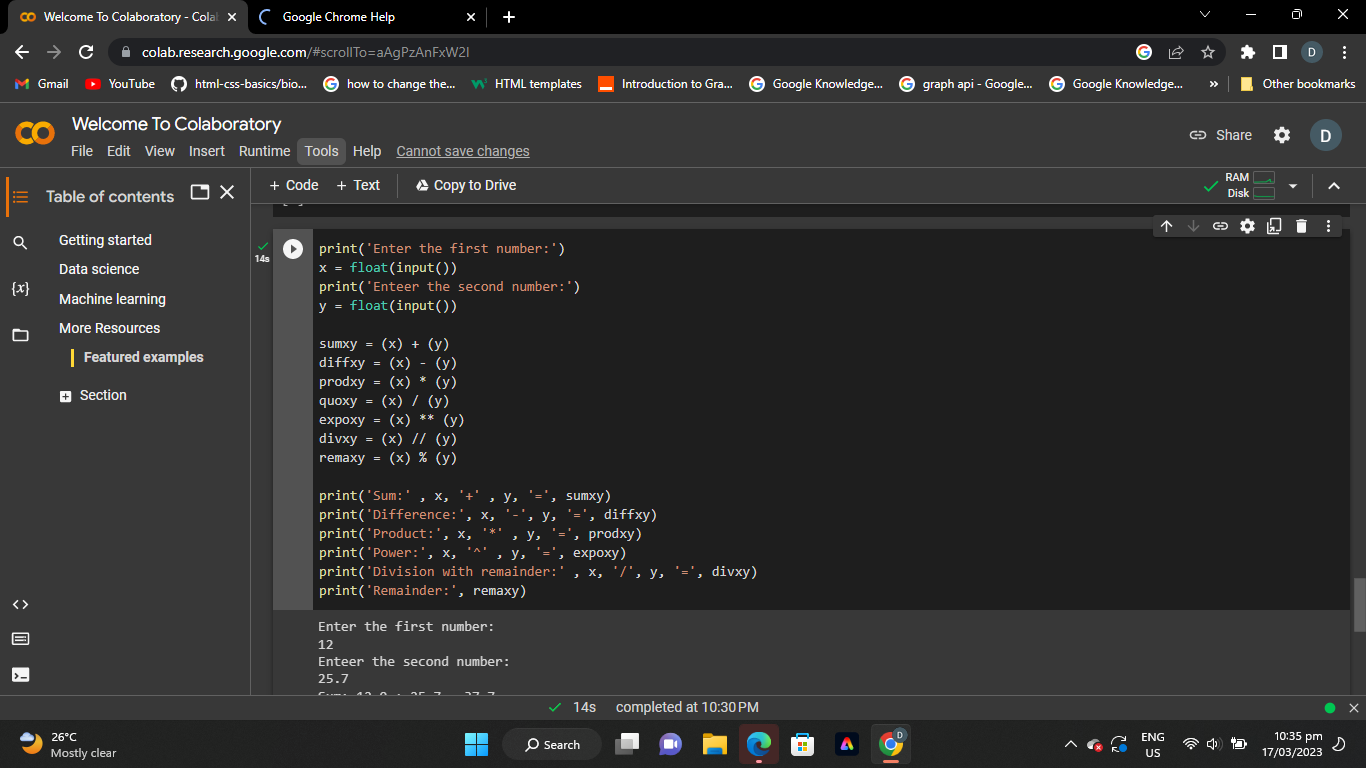 Welcome To Colaboratory - Cola
Google Chrome Help
colab.research.google.com/#scrollTo=aAgPzAnFxW2I
D
Gmail
YouTube
html-css-basics/bio...
how to change the...
HTML templates
Introduction to Gra...
Google Knowledge...
graph api - Google...
Google Knowledge...
»
Other bookmarks
Welcome To Colaboratory
Share
D
File Edit View Insert Runtime Tools Help Cannot save changes
Table of contents
+ Code + Text Copy to Drive
RAM
Disk
Getting started
Data science
Machine learning
More Resources
Featured examples
Section
{x}
14s
print('Enter the first number:')
x = float(input())
print('Enteer the second number:')
y = float(input())
sumxy = (x) + (y)
diffxy = (x) - (y)
prodxy = (x) * (y)
quoxy = (x) / (y)
expoxy = (x) ** (y)
divxy = (x) // (y)
remaxy = (x) % (y)
print('Sum:' , x, '+' , y, '=', sumxy)
print('Difference:', x, '-', y, '=', diffxy)
print('Product:', x, '*' , y, '=', prodxy)
print('Power:', x, '^' , y, '=', expoxy)
print('Division with remainder:' , x, '/', y, '=', divxy)
print('Remainder:', remaxy)
Enter the first number:
12
Enteer the second number:
25.7
14s completed at 10:30 PM
26°C
Mostly clear
Search
D
ENG
US
10:35 pm
17/03/2023